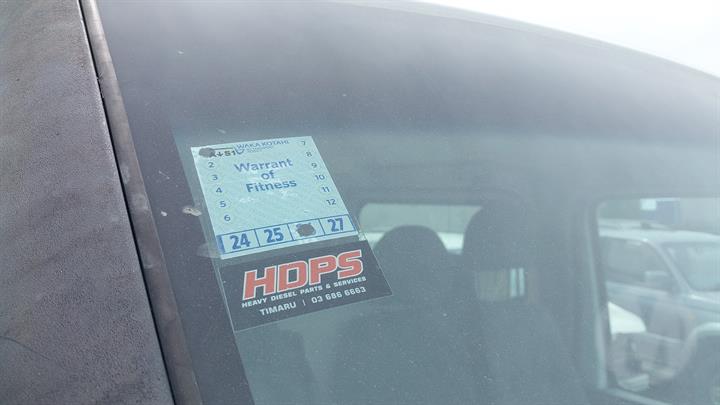 WAKA KOTAHI
Warrant
of
Fitness
2
3
4
5
6
7
8
9
10
11
12
24 25 27
HDPS
HEAVY DIESEL PARTS & SERVICES
TIMARU | 03 686 6663